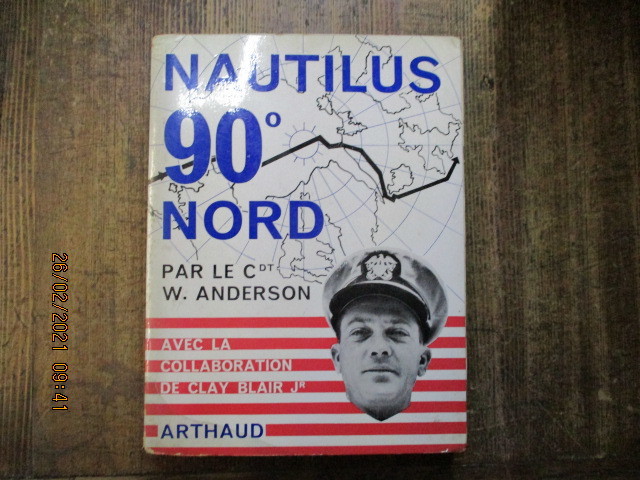 NAUTILUS
90°
NORD
PAR LE CDT
W. ANDERSON
AVEC LA
COLLABORATION
DE CLAY BLAIR JR
ARTHAUD
26/02/2021 09:41